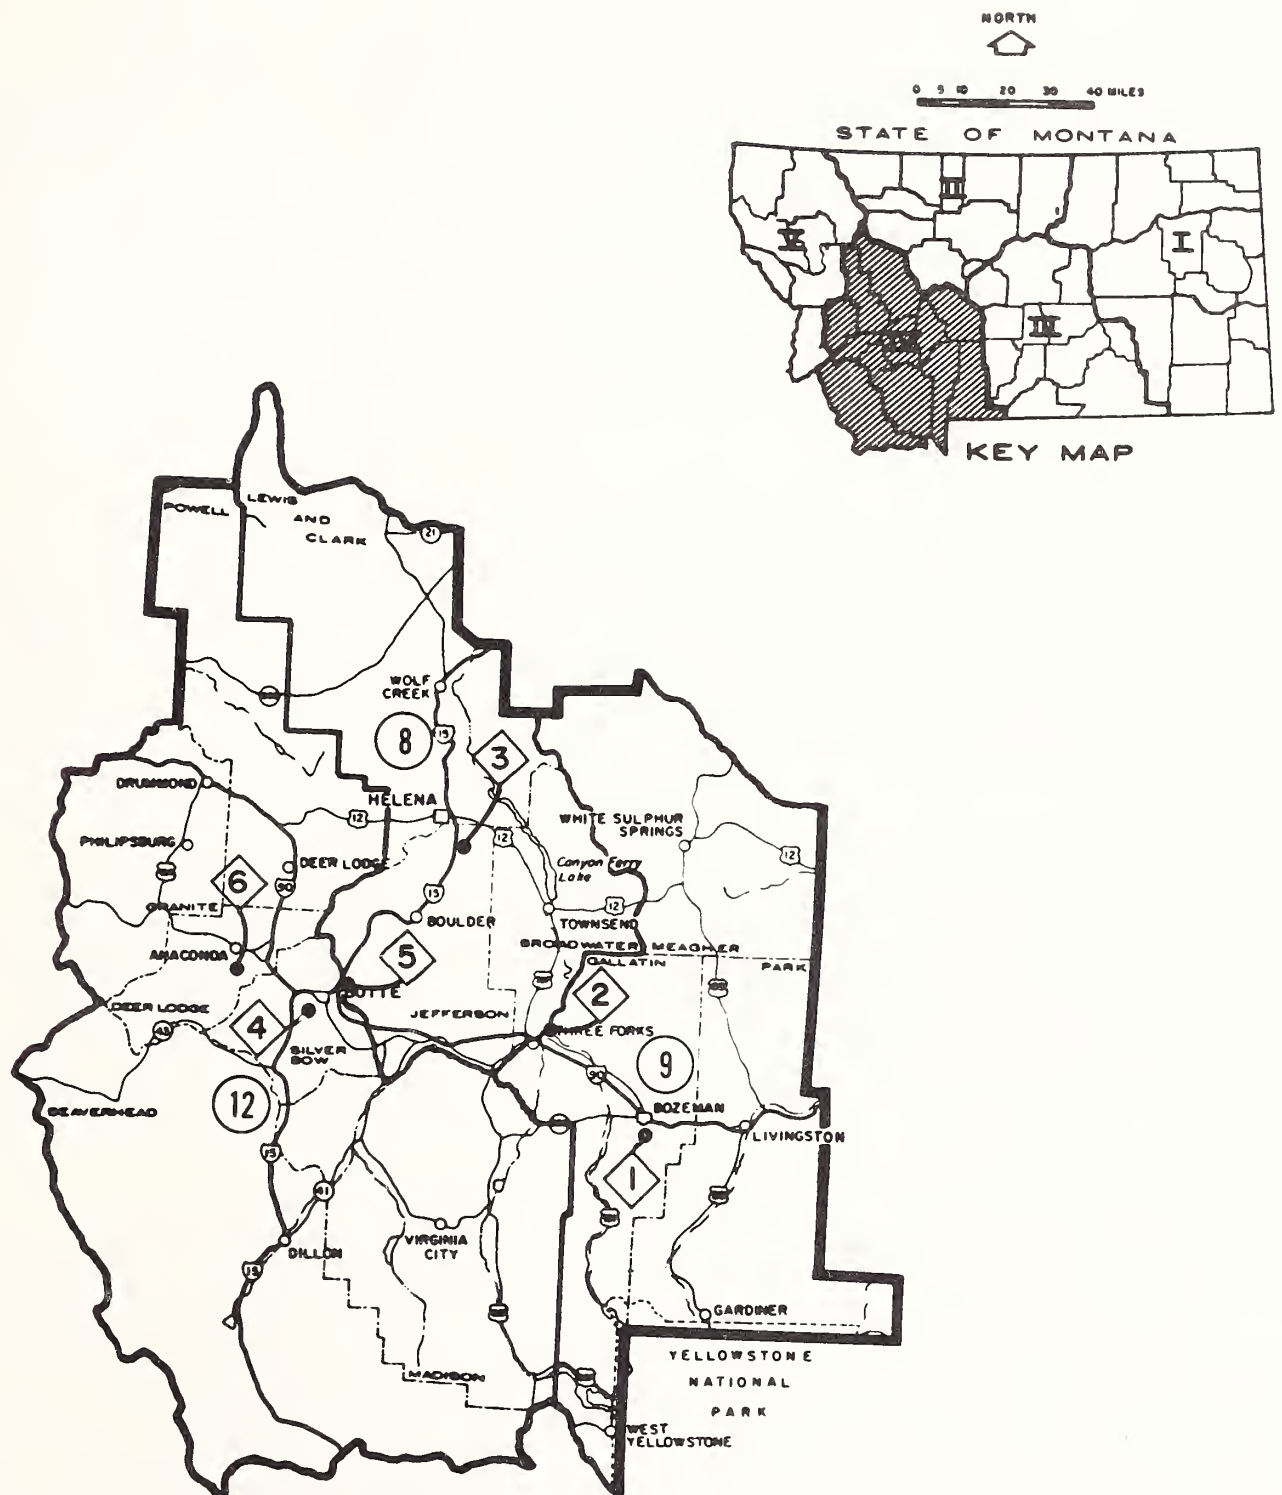 NORTH
0 5 10 20 30 40 MILES
STATE OF MONTANA
II
V
I
III
IV
KEY MAP
POWELL
LEWIS
AND
CLARK
21
WOLF
CREEK
8
15
3
DRUMMOND
HELENA
12
12
WHITE SULPHUR
SPRINGS
PHILIPSBURG
12
DEER LODGE
Canyon Ferry
Lake
6
90
15
GRANITE
12
BOULDER
TOWNSEND
ANACONDA
BROADWATER
MEAGHER
5
GALLATIN
PARK
BUTTE
2
DEER LODGE
JEFFERSON
4
43
THREE FORKS
SILVER
BOW
9
90
12
BEAVERHEAD
BOZEMAN
LIVINGSTON
15
1
41
VIRGINIA
CITY
DILLON
15
GARDINER
YELLOWSTONE
NATIONAL
PARK
MADISON
WEST
YELLOWSTONE